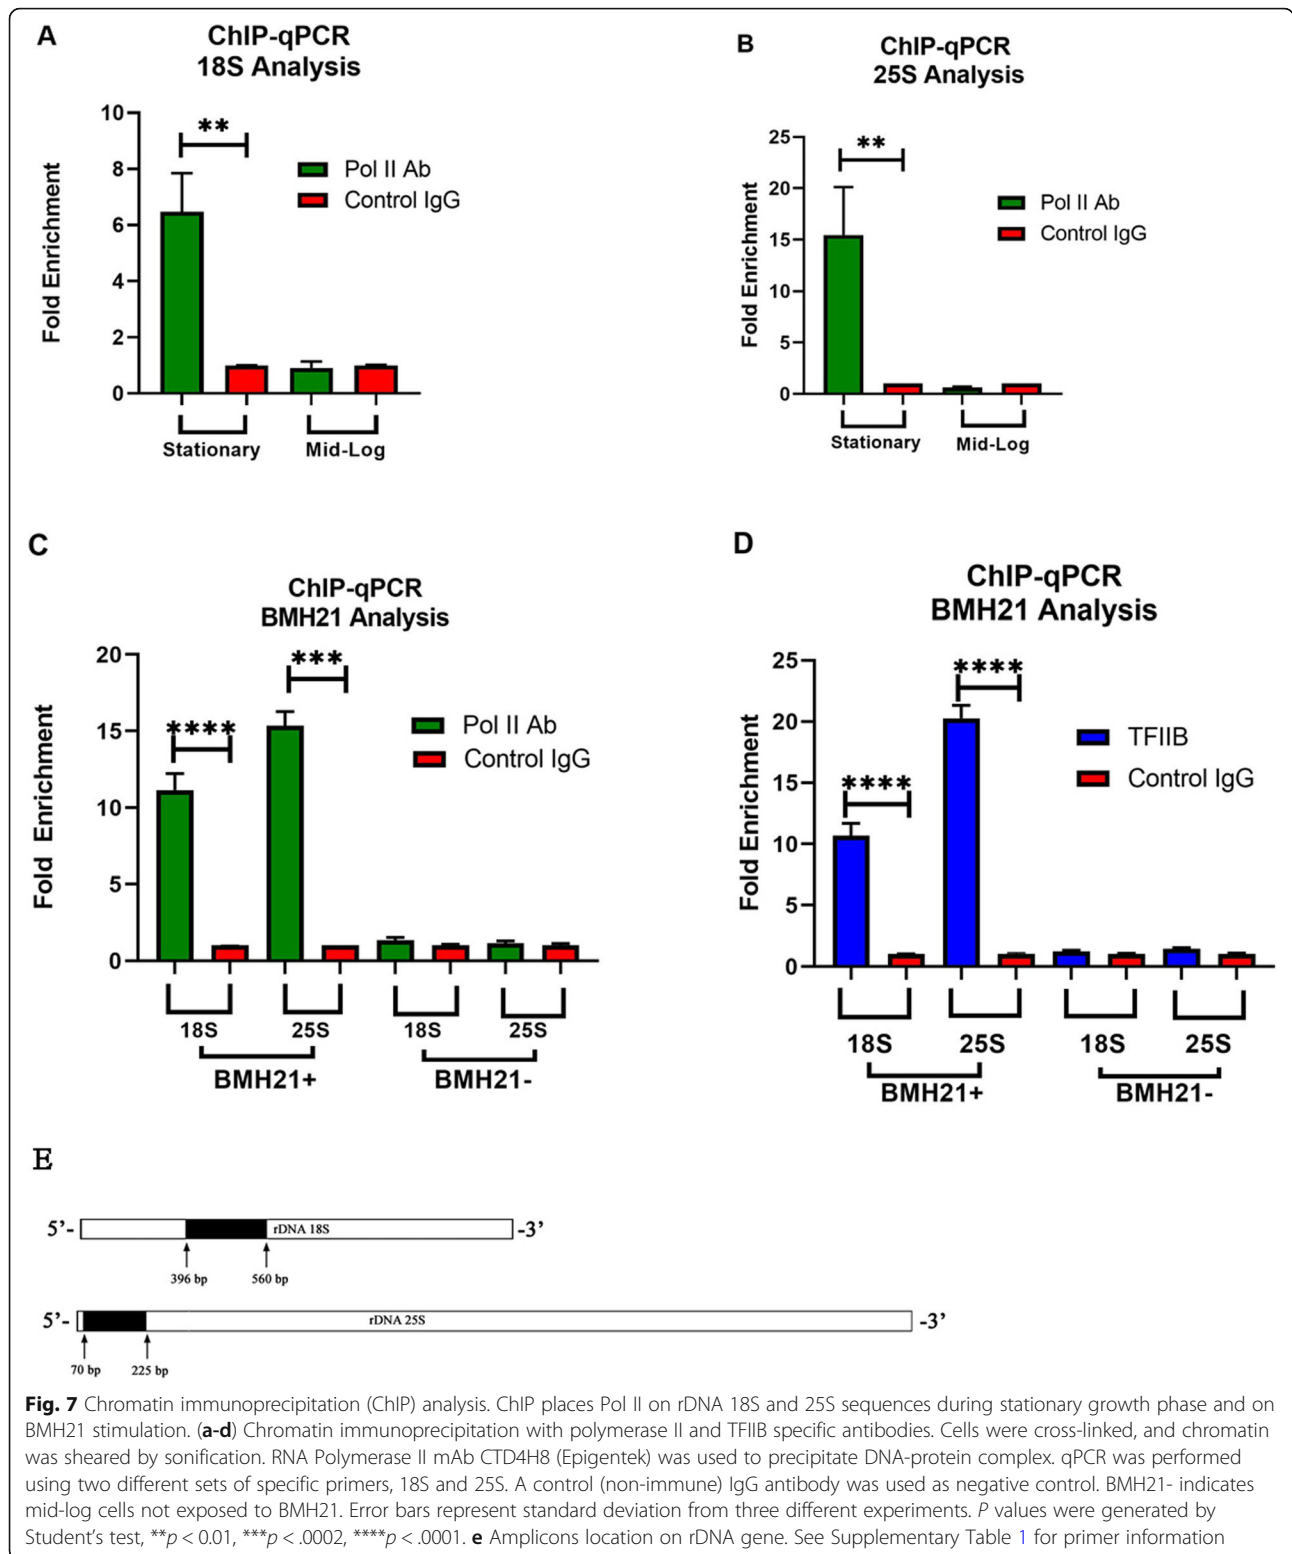 A
ChIP-qPCR
18S Analysis
10
8
6
4
2
0
Fold Enrichment
**
Pol II Ab
Control IgG
Stationary
Mid-Log
B
ChIP-qPCR
25S Analysis
25
20
15
10
5
0
Fold Enrichment
**
Pol II Ab
Control IgG
Stationary
Mid-Log
C
ChIP-qPCR
BMH21 Analysis
20
15
10
5
0
Fold Enrichment
****
***
Pol II Ab
Control IgG
18S
25S
18S
25S
BMH21+
BMH21-
D
ChIP-qPCR
BMH21 Analysis
25
20
15
10
5
0
Fold Enrichment
****
****
TFIIB
Control IgG
18S
25S
18S
25S
BMH21+
BMH21-
E
5'-
rDNA 18S
-3'
396 bp
560 bp
5'-
rDNA 25S
-3'
70 bp
225 bp
Fig. 7 Chromatin immunoprecipitation (ChIP) analysis. ChIP places Pol II on rDNA 18S and 25S sequences during stationary growth phase and on
BMH21 stimulation. (a-d) Chromatin immunoprecipitation with polymerase II and TFIIB specific antibodies. Cells were cross-linked, and chromatin
was sheared by sonification. RNA Polymerase II mAb CTD4H8 (Epigentek) was used to precipitate DNA-protein complex. qPCR was performed
using two different sets of specific primers, 18S and 25S. A control (non-immune) IgG antibody was used as negative control. BMH21- indicates
mid-log cells not exposed to BMH21. Error bars represent standard deviation from three different experiments. P values were generated by
Student's test, **p < 0.01, ***p < .0002, ****p < .0001. e Amplicons location on rDNA gene. See Supplementary Table 1 for primer information